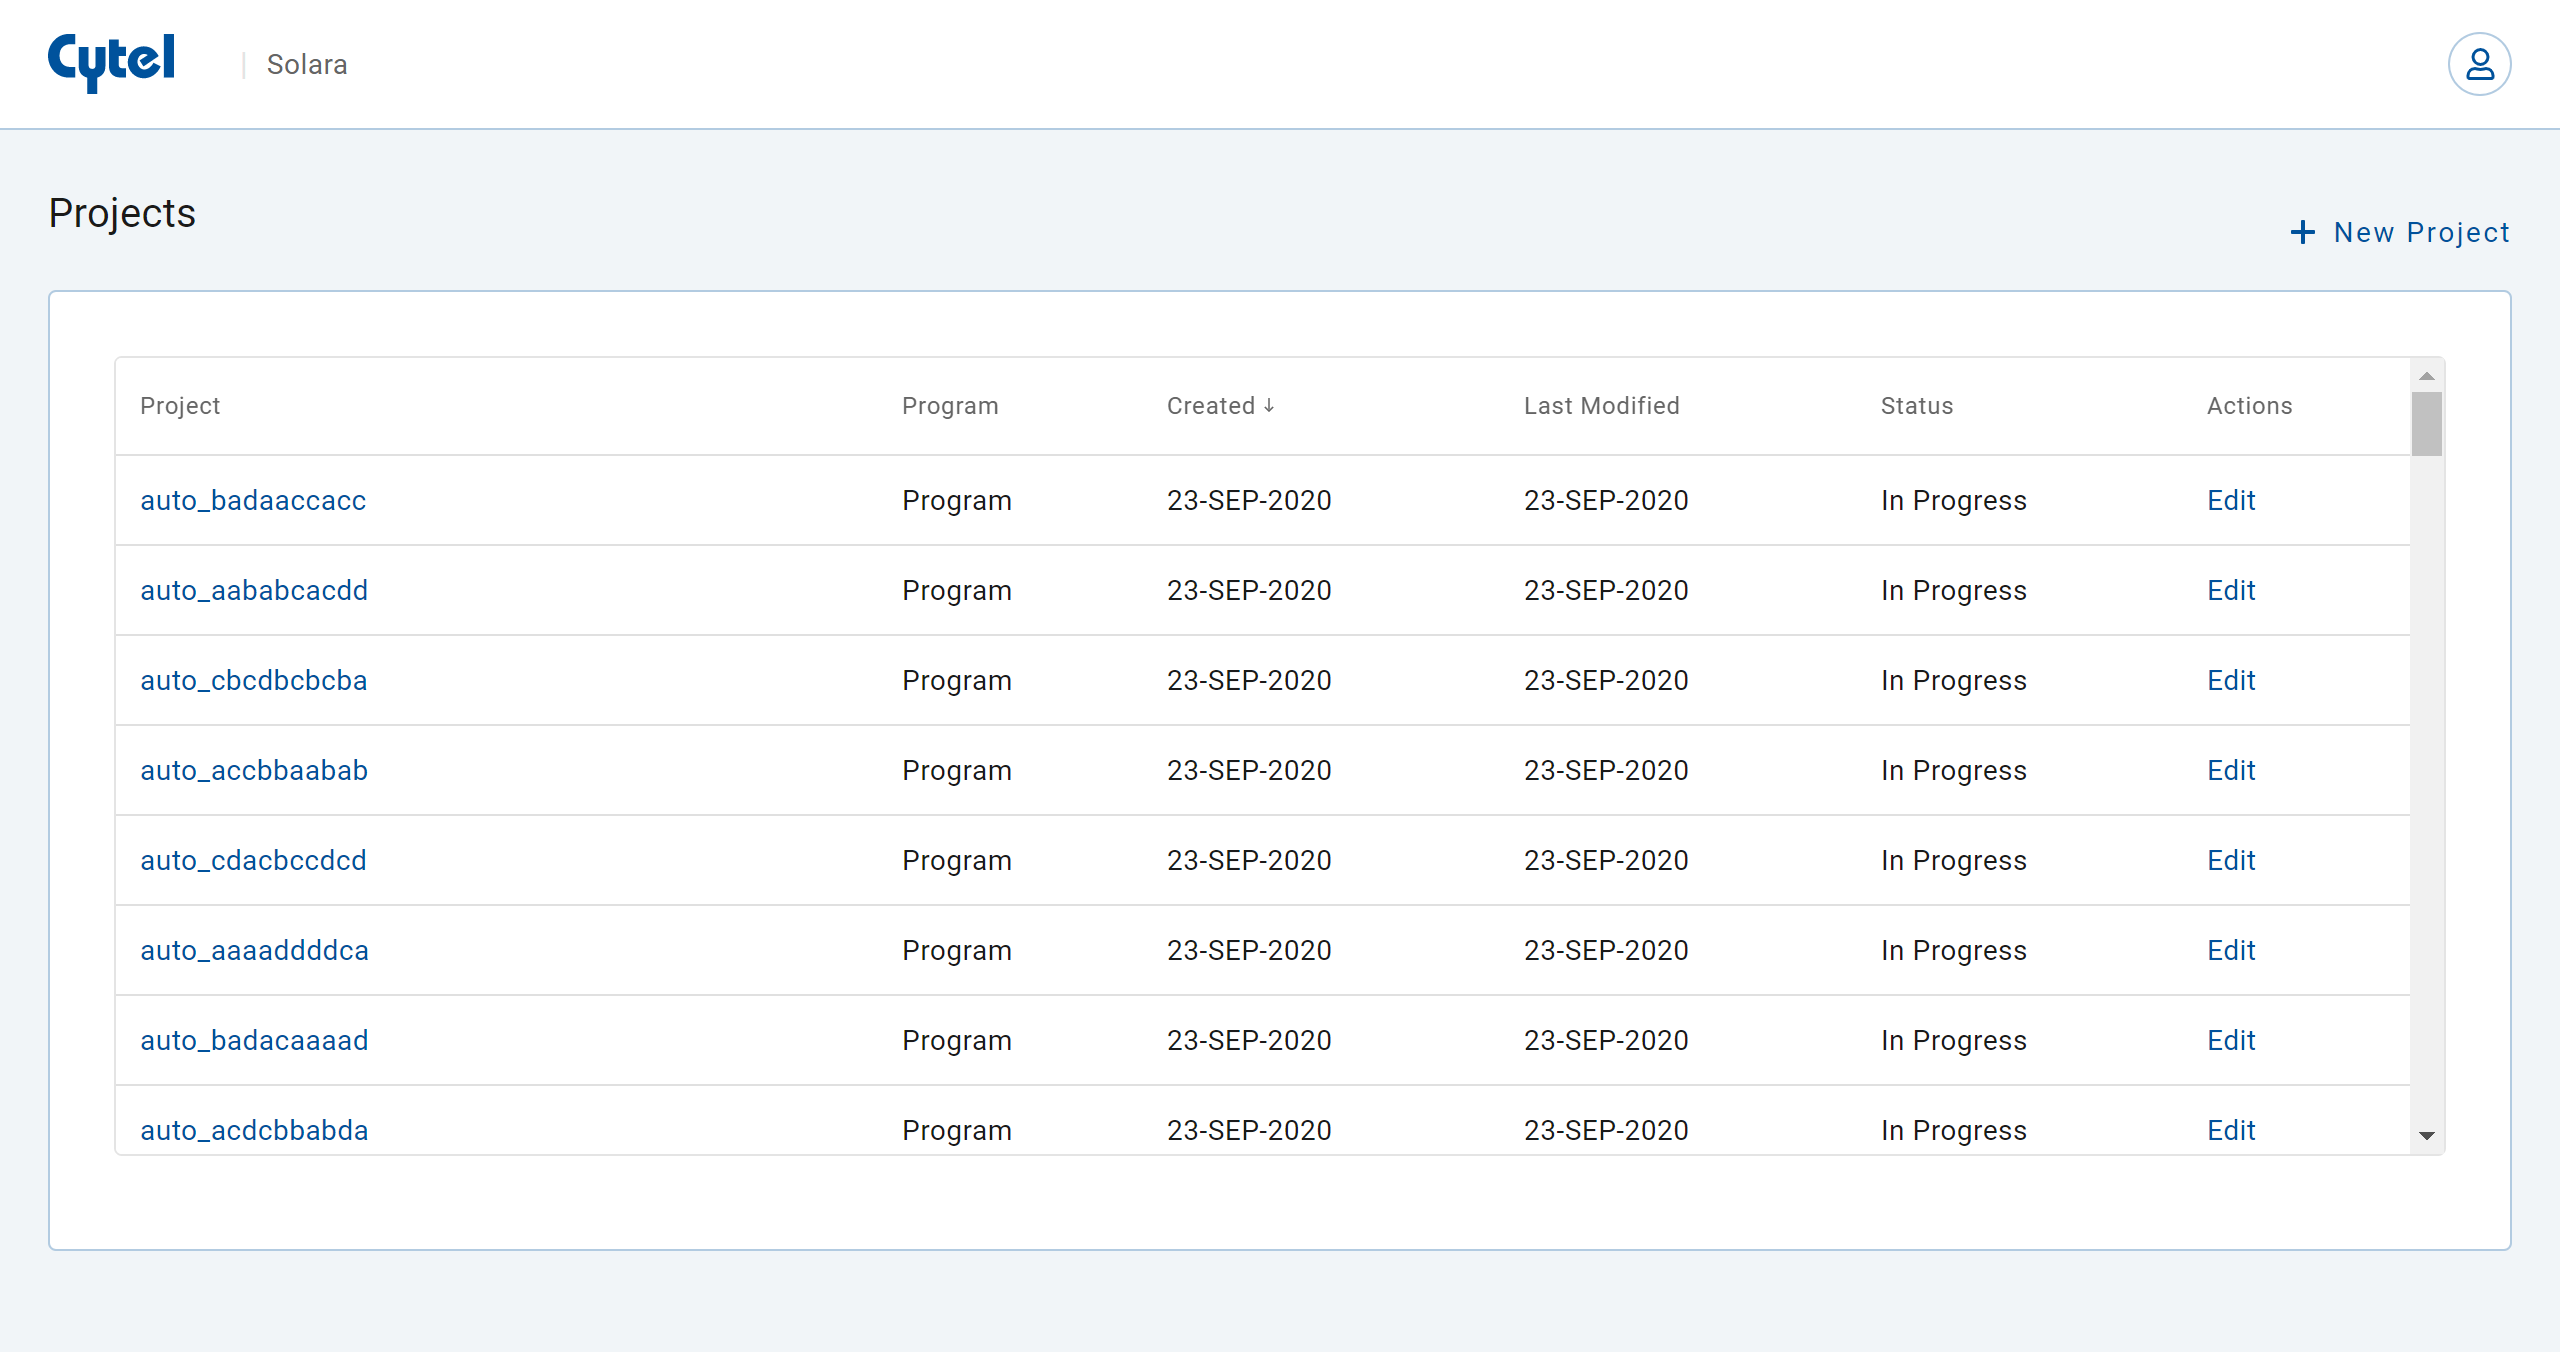 Cytel | Solara
Projects
+ New Project
Project Program Created ↓ Last Modified Status Actions
auto_badaaccacc Program 23-SEP-2020 23-SEP-2020 In Progress Edit
auto_aababcacdd Program 23-SEP-2020 23-SEP-2020 In Progress Edit
auto_cbcdbcbcba Program 23-SEP-2020 23-SEP-2020 In Progress Edit
auto_accbbaabab Program 23-SEP-2020 23-SEP-2020 In Progress Edit
auto_cdacbccdcd Program 23-SEP-2020 23-SEP-2020 In Progress Edit
auto_aaaaddddca Program 23-SEP-2020 23-SEP-2020 In Progress Edit
auto_badacaaaad Program 23-SEP-2020 23-SEP-2020 In Progress Edit
auto_acdcbbabda Program 23-SEP-2020 23-SEP-2020 In Progress Edit